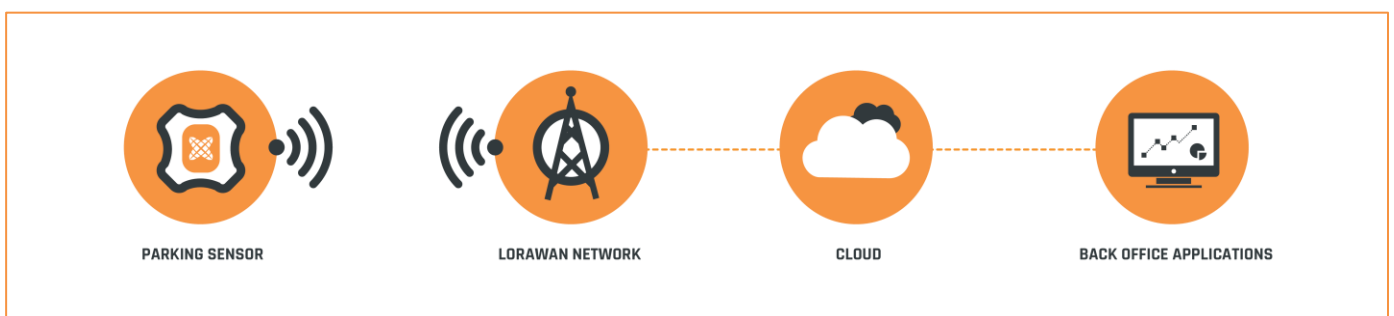 PARKING SENSOR
LORAWAN NETWORK
CLOUD
BACK OFFICE APPLICATIONS